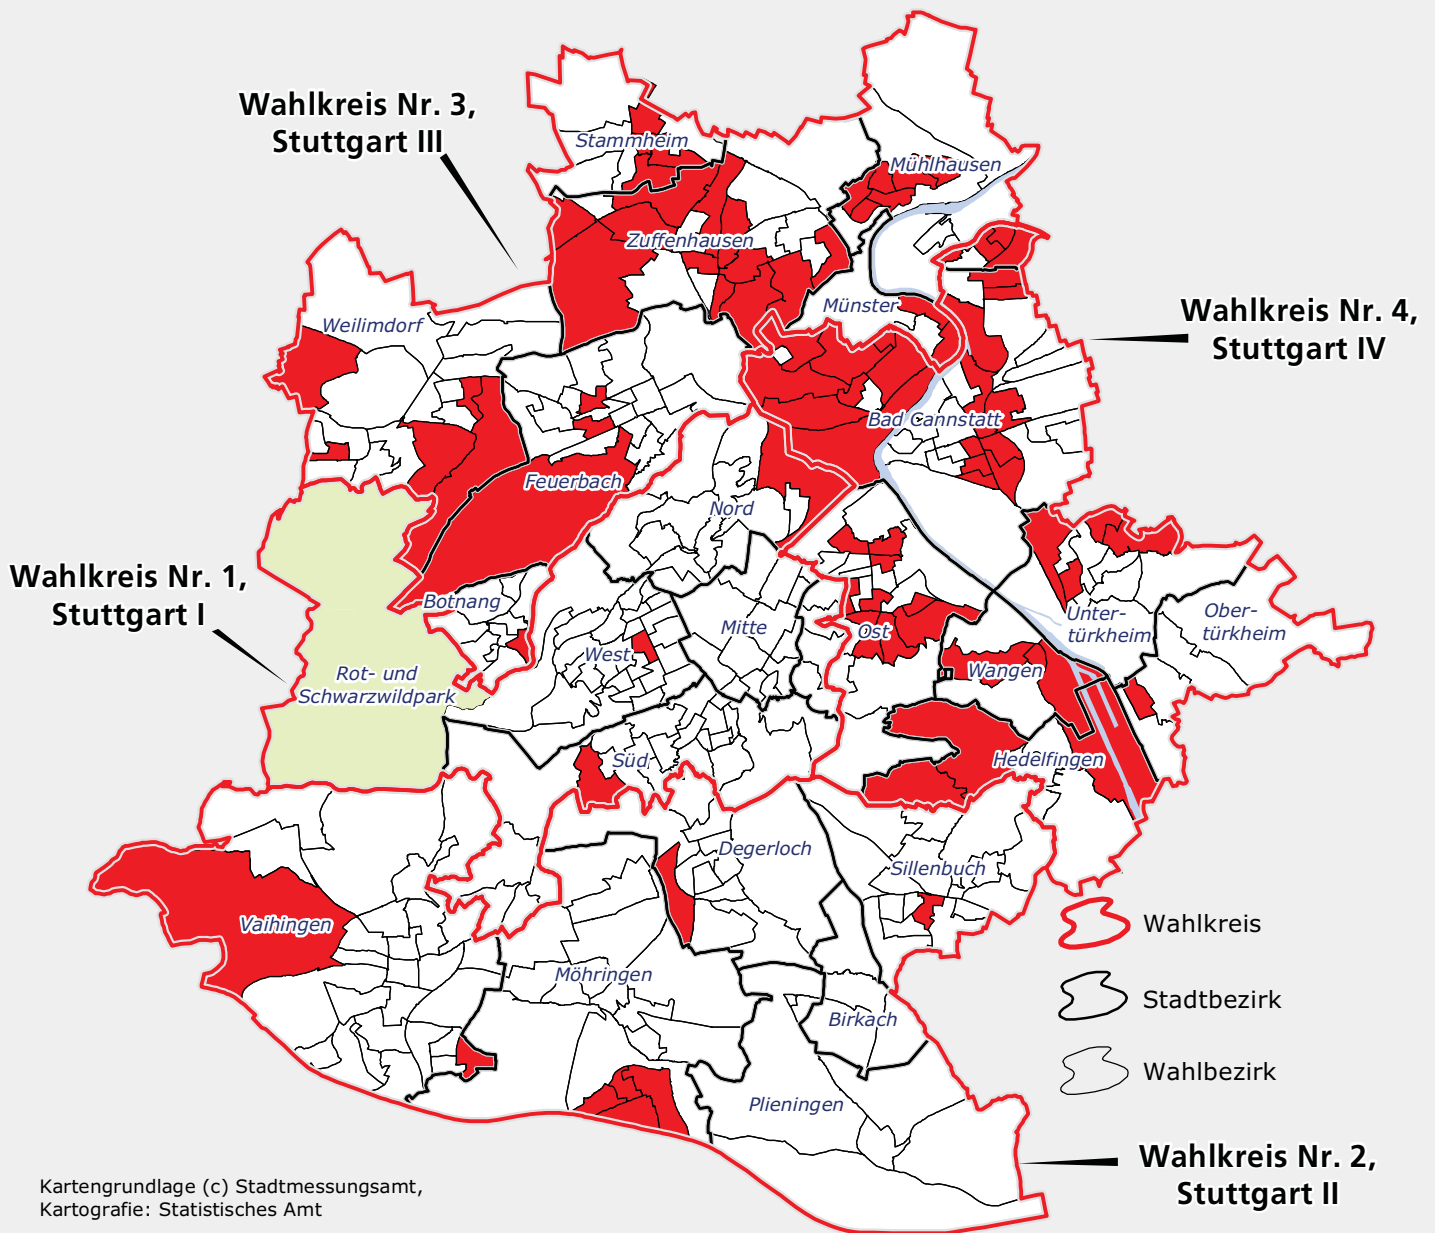 Wahlkreis Nr. 3,
Stuttgart III
Stammheim
Mühlhausen
Zuffenhausen
Münster
Weilimdorf
Wahlkreis Nr. 4,
Stuttgart IV
Bad Cannstatt
Feuerbach
Nord
Wahlkreis Nr. 1,
Stuttgart I
Botnang
Mitte
Ost
Unter-
türkheim
Ober-
türkheim
West
Wangen
Rot- und
Schwarzwildpark
Süd
Hedelfingen
Degerloch
Sillenbuch
Vaihingen
Möhringen
Birkach
Plieningen
Wahlkreis
Stadtbezirk
Wahlbezirk
Wahlkreis Nr. 2,
Stuttgart II
Kartengrundlage (c) Stadtmessungsamt,
Kartografie: Statistisches Amt